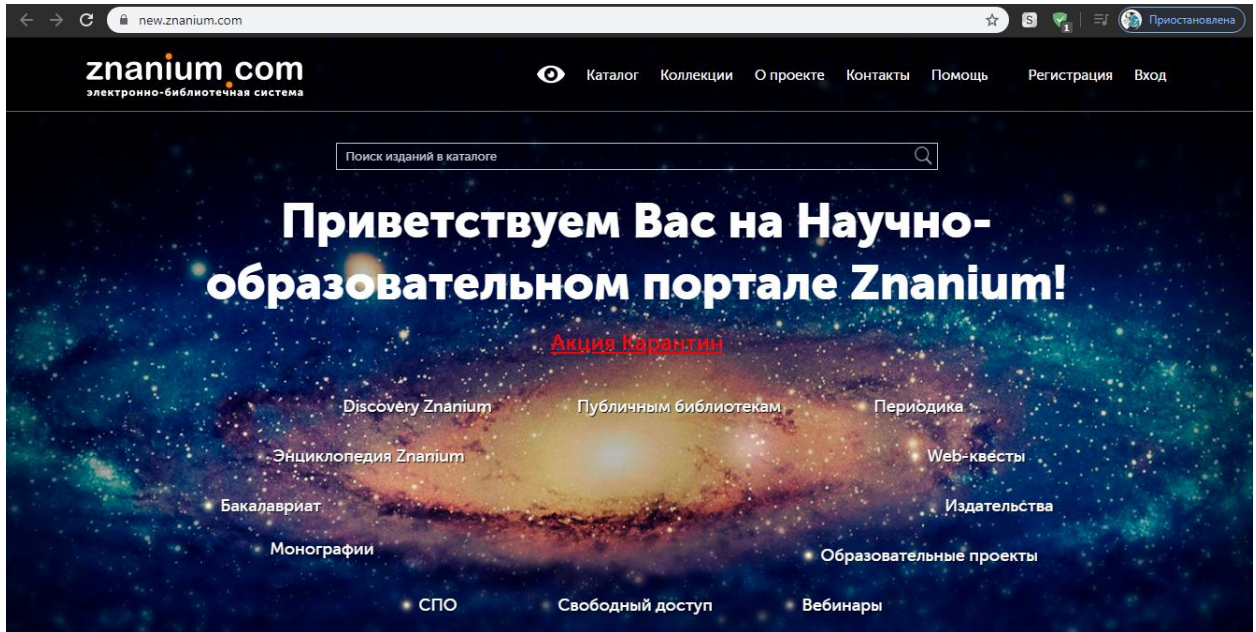 new.znanium.com
S
1
Приостановлена
znanium.com
электронно-библиотечная система
Каталог Коллекции О проекте Контакты Помощь Регистрация Вход
Поиск изданий в каталоге
Приветствуем Вас на Научно-
образовательном портале Znanium!
Акция Карантин
Discovery Znanium Публичным библиотекам Периодика
Энциклопедия Znanium Web-квесты
Бакалавриат Издательства
Монографии Образовательные проекты
СПО Свободный доступ Вебинары